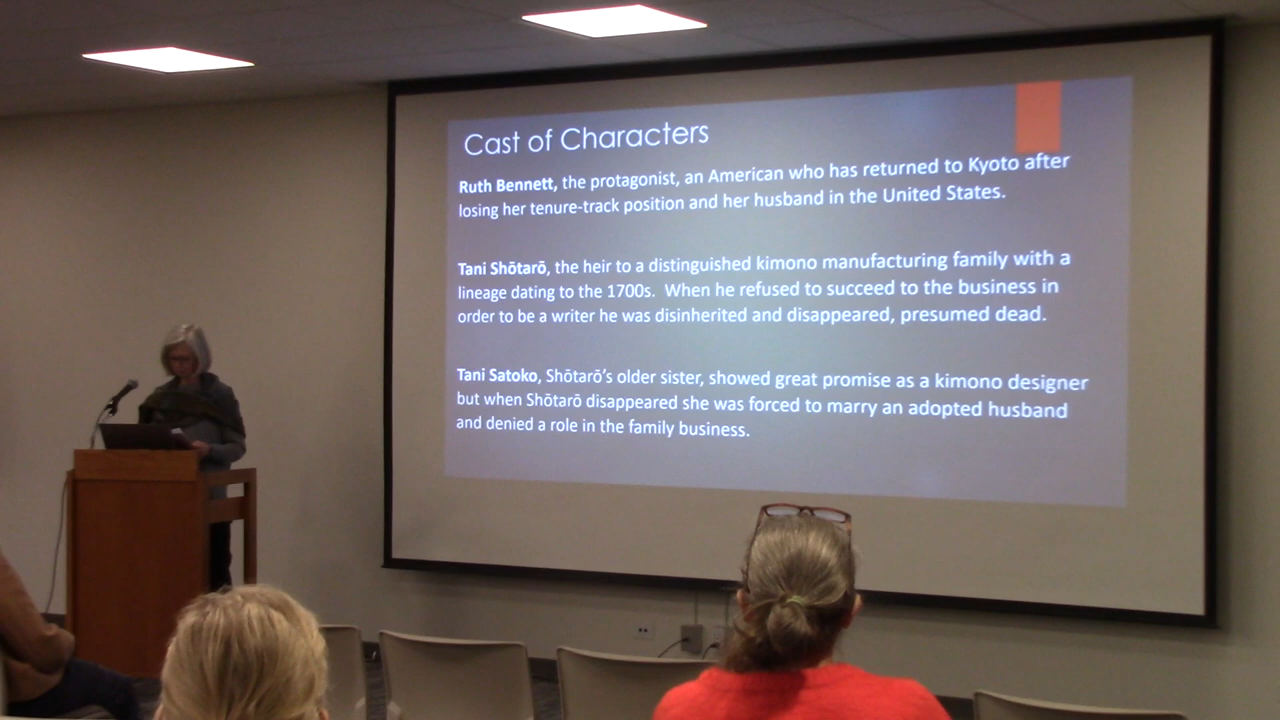 Cast of Characters
Ruth Bennett, the protagonist, an American who has returned to Kyoto after
losing her tenure-track position and her husband in the United States.
Tani Shōtarō, the heir to a distinguished kimono manufacturing family with a
lineage dating to the 1700s. When he refused to succeed to the business in
order to be a writer he was disinherited and disappeared, presumed dead.
Tani Satoko, Shōtarō’s older sister, showed great promise as a kimono designer
but when Shōtarō disappeared she was forced to marry an adopted husband
and denied a role in the family business.